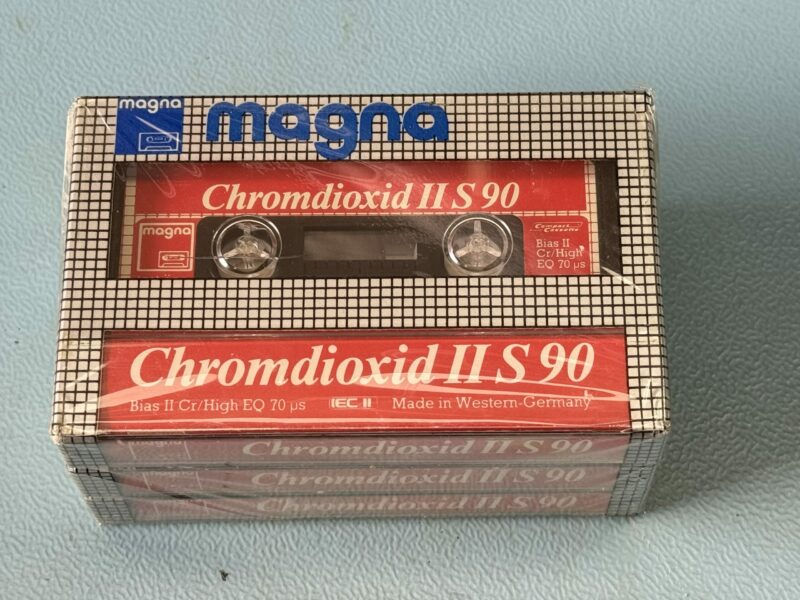 magna
magna
Chromdioxid II S 90
magna
Compact
Cassette
Bias II
Cr/High
EQ 70 µs
Chromdioxid II S 90
Bias II Cr/High EQ 70 µs IEC II Made in Western-Germany
magna Chromdioxid II S 90
Chromdioxid II S 90
Chromdioxid II S 90